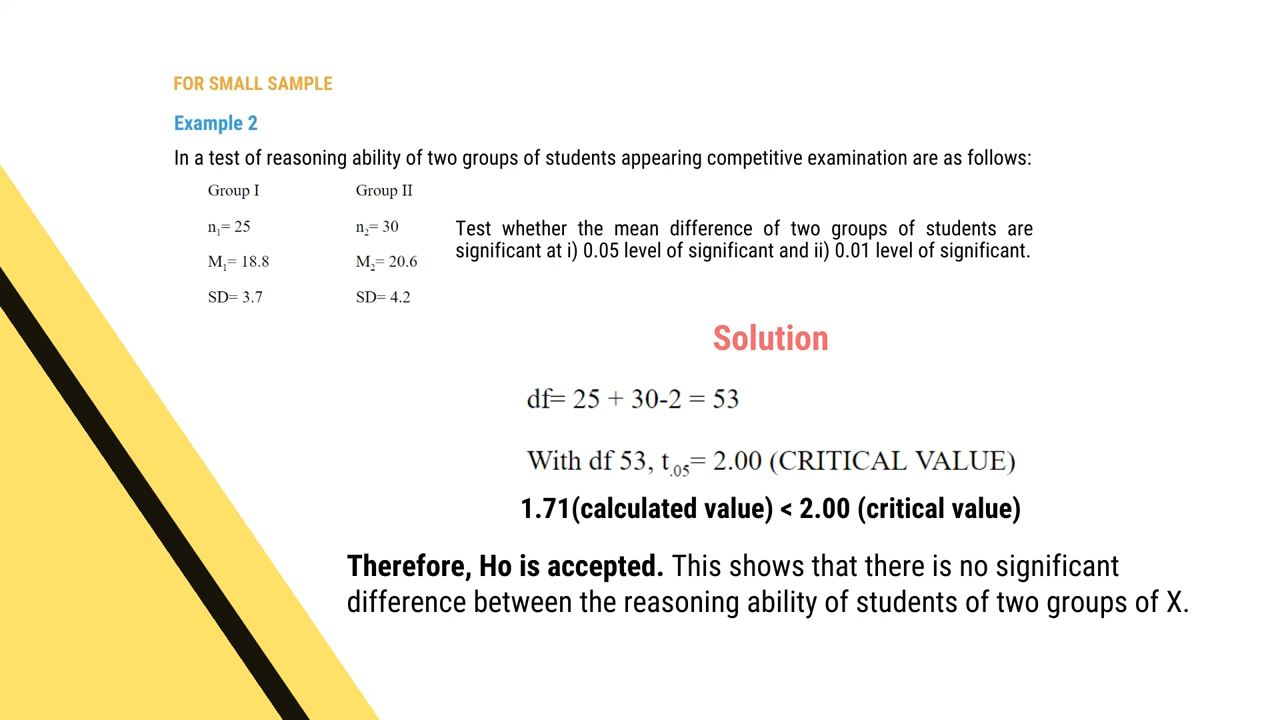 FOR SMALL SAMPLE
Example 2
In a test of reasoning ability of two groups of students appearing competitive examination are as follows:
Group I Group II
n₁= 25 n₂= 30
M₁= 18.8 M₂= 20.6
SD= 3.7 SD= 4.2
Test whether the mean difference of two groups of students are
significant at i) 0.05 level of significant and ii) 0.01 level of significant.
Solution
df= 25 + 30-2 = 53
With df 53, t.05= 2.00 (CRITICAL VALUE)
1.71(calculated value) < 2.00 (critical value)
Therefore, Ho is accepted. This shows that there is no significant
difference between the reasoning ability of students of two groups of X.